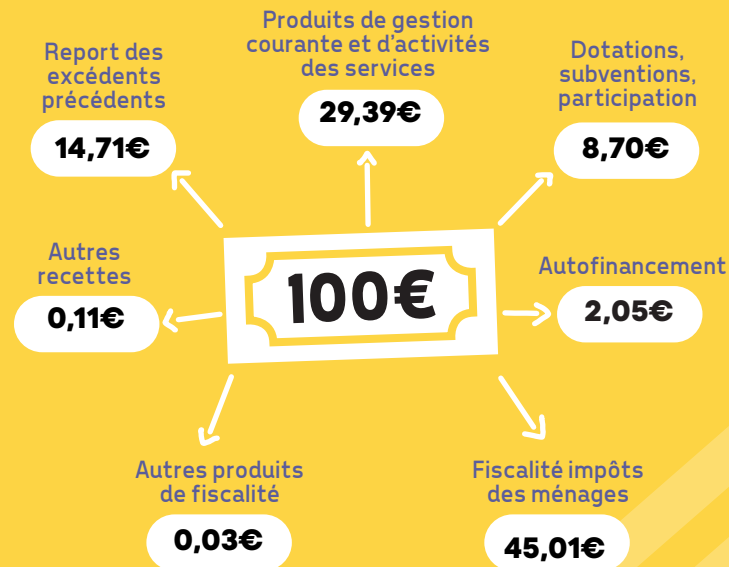 Report des
excédents
précédents
14,71€
Produits de gestion
courante et d'activités
des services
29,39€
Dotations,
subventions,
participation
8,70€
Autres
recettes
0,11€
100€
Autofinancement
2,05€
Autres produits
de fiscalité
0,03€
Fiscalité impôts
des ménages
45,01€